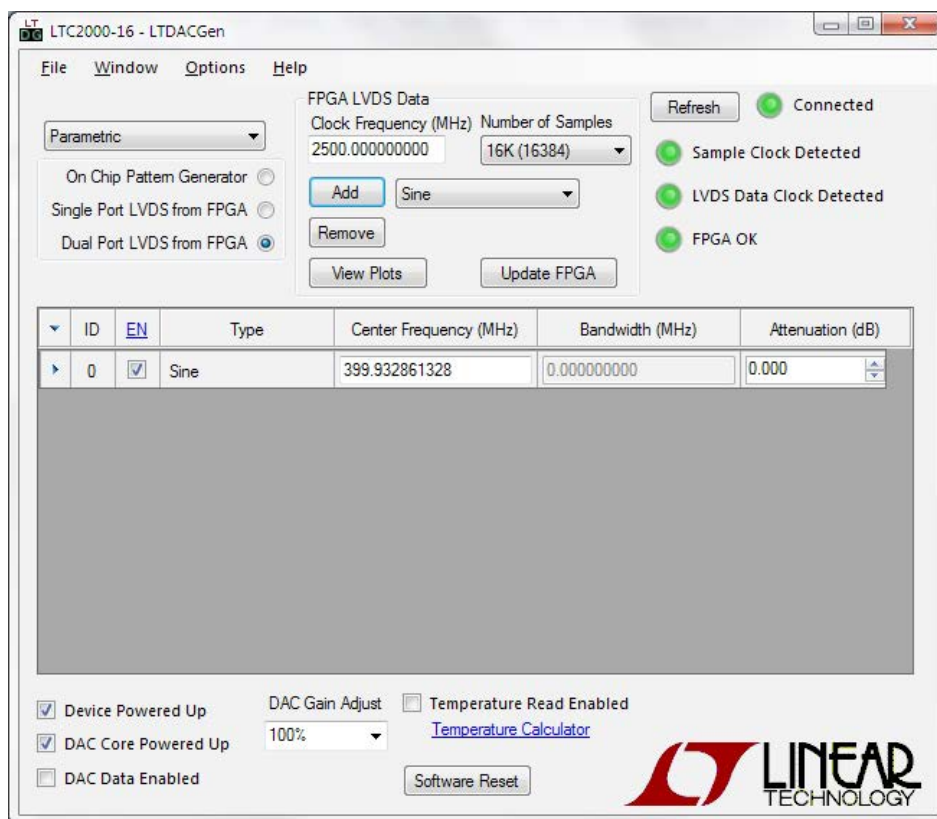 LT
DG
LTC2000-16 - LTDACGen
File Window Options Help
Parametric
On Chip Pattern Generator
Single Port LVDS from FPGA
Dual Port LVDS from FPGA
FPGA LVDS Data
Clock Frequency (MHz) Number of Samples
2500.000000000 16K (16384)
Add Sine
Remove
View Plots Update FPGA
Refresh Connected
Sample Clock Detected
LVDS Data Clock Detected
FPGA OK
ID EN Type Center Frequency (MHz) Bandwidth (MHz) Attenuation (dB)
0 Sine 399.932861328 0.000000000 0.000
Device Powered Up
DAC Core Powered Up
DAC Data Enabled
DAC Gain Adjust
100%
Temperature Read Enabled
Temperature Calculator
Software Reset
LINEAR
TECHNOLOGY